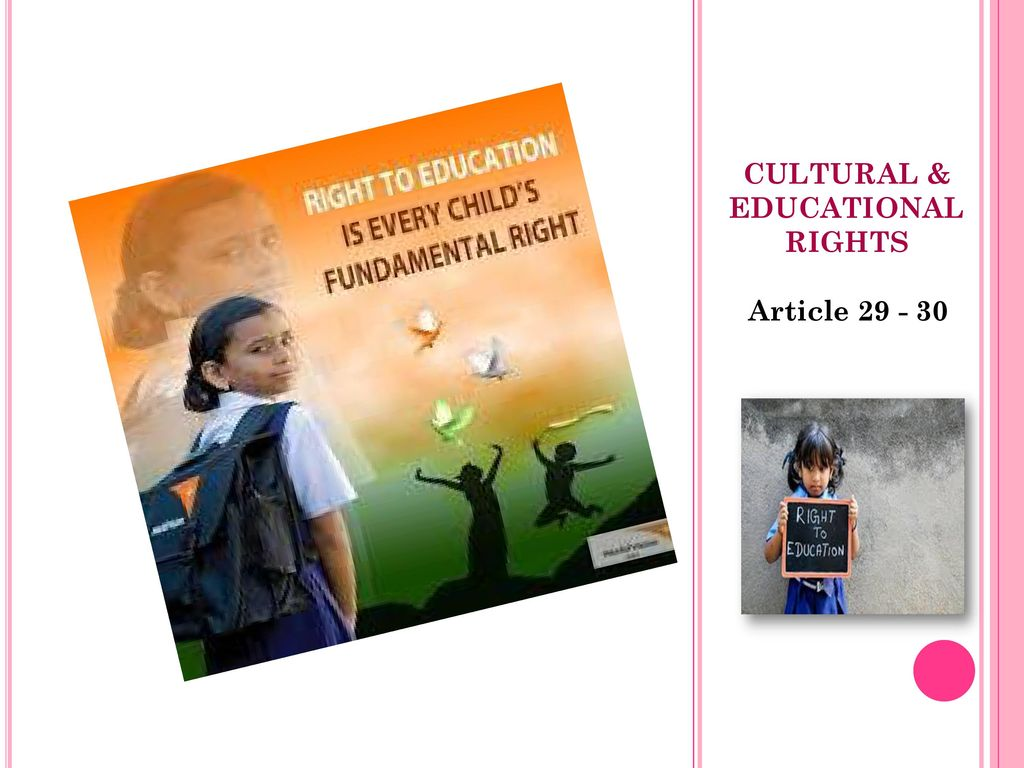 RIGHT TO EDUCATION
IS EVERY CHILD'S
FUNDAMENTAL RIGHT
CULTURAL &
EDUCATIONAL
RIGHTS
Article 29 - 30
RIGHT
TO
EDUCATION